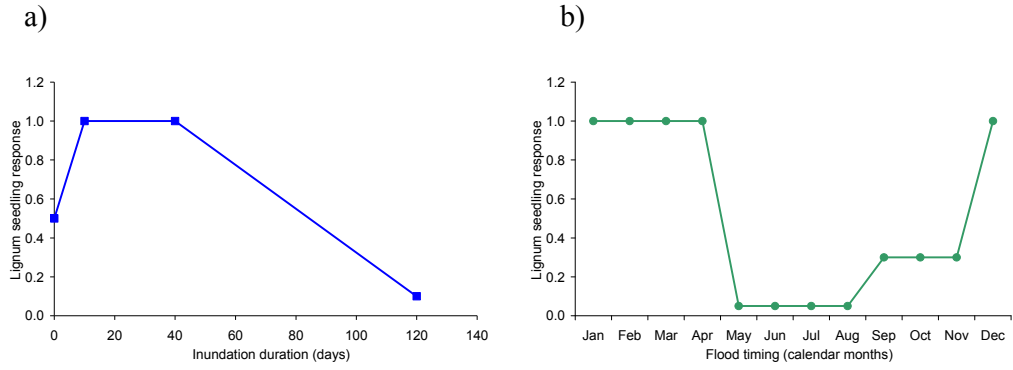 a)
b)
Lignum seedling response
1.2
1.0
0.8
0.6
0.4
0.2
0.0
0 20 40 60 80 100 120 140
Inundation duration (days)
Lignum seedling response
1.2
1.0
0.8
0.6
0.4
0.2
0.0
Jan Feb Mar Apr May Jun Jul Aug Sep Oct Nov Dec
Flood timing (calendar months)